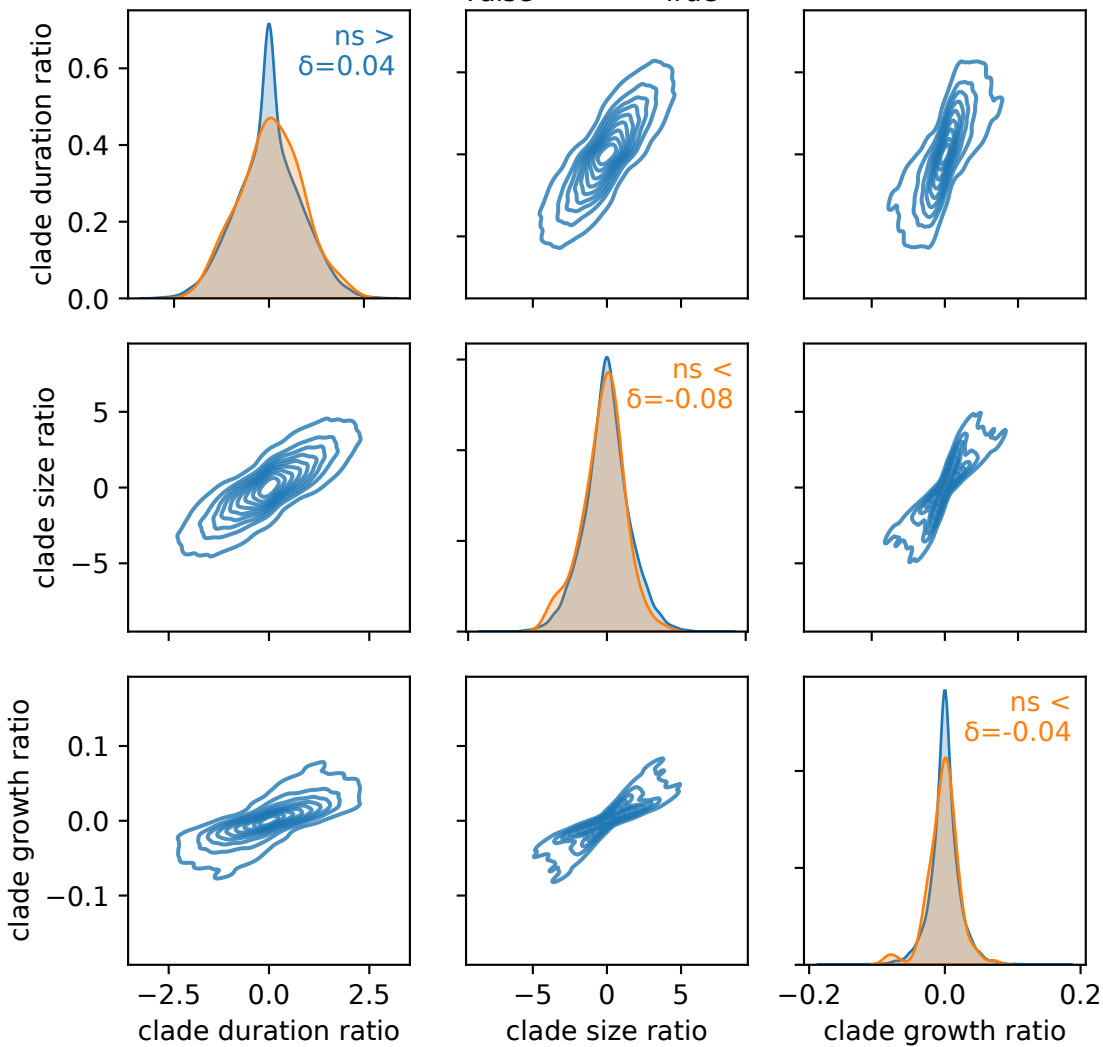 False True
clade duration ratio
0.6
0.4
0.2
0.0
ns >
δ=0.04
clade size ratio
5
0
−5
ns <
δ=-0.08
clade growth ratio
0.1
0.0
−0.1
ns <
δ=-0.04
−2.5 0.0 2.5
−5 0 5
−0.2 0.0 0.2
clade duration ratio
clade size ratio
clade growth ratio